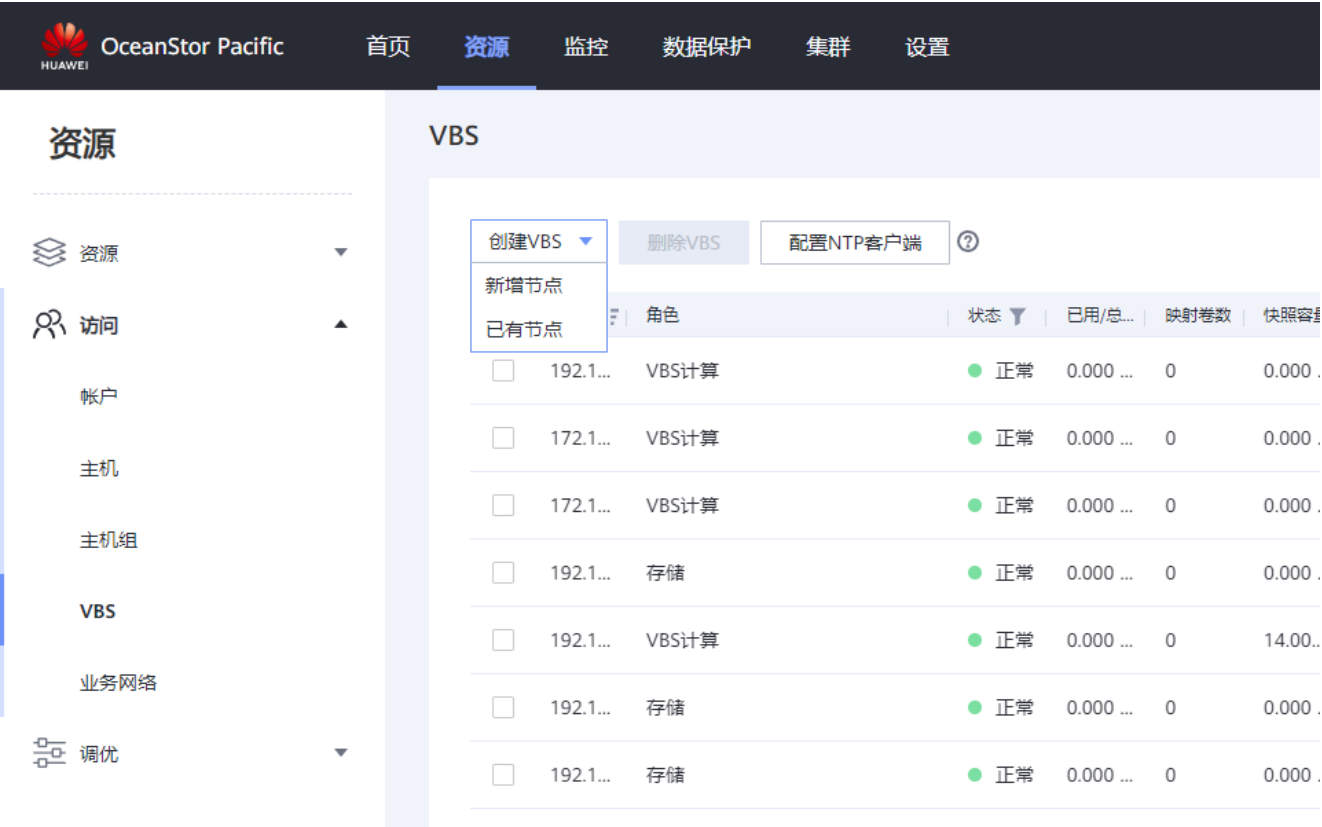 HUAWEI OceanStor Pacific 首页 资源 监控 数据保护 集群 设置
资源
资源
访问
帐户
主机
主机组
VBS
业务网络
调优
VBS
创建VBS 删除VBS 配置NTP客户端 ?
新增节点
已有节点
角色 状态 已用/总... 映射卷数 快照容量
192.1... VBS计算 正常 0.000 ... 0 0.000 .
172.1... VBS计算 正常 0.000 ... 0 0.000 .
172.1... VBS计算 正常 0.000 ... 0 0.000 .
192.1... 存储 正常 0.000 ... 0 0.000 .
192.1... VBS计算 正常 0.000 ... 0 14.00..
192.1... 存储 正常 0.000 ... 0 0.000 .
192.1... 存储 正常 0.000 ... 0 0.000 .